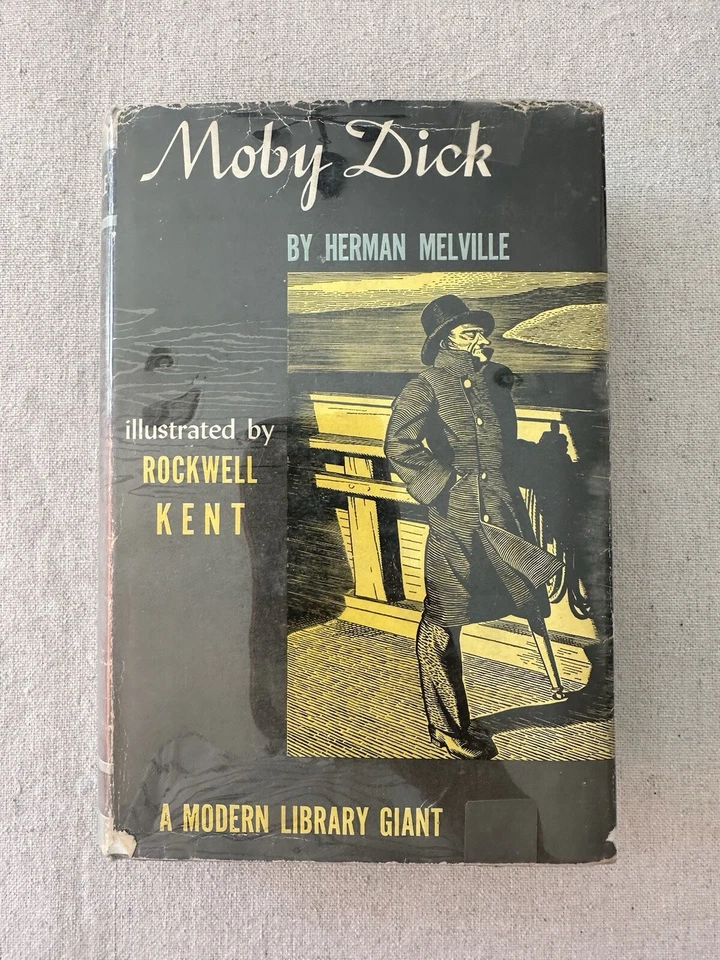 Moby Dick
BY HERMAN MELVILLE
illustrated by
ROCKWELL
KENT
A MODERN LIBRARY GIANT